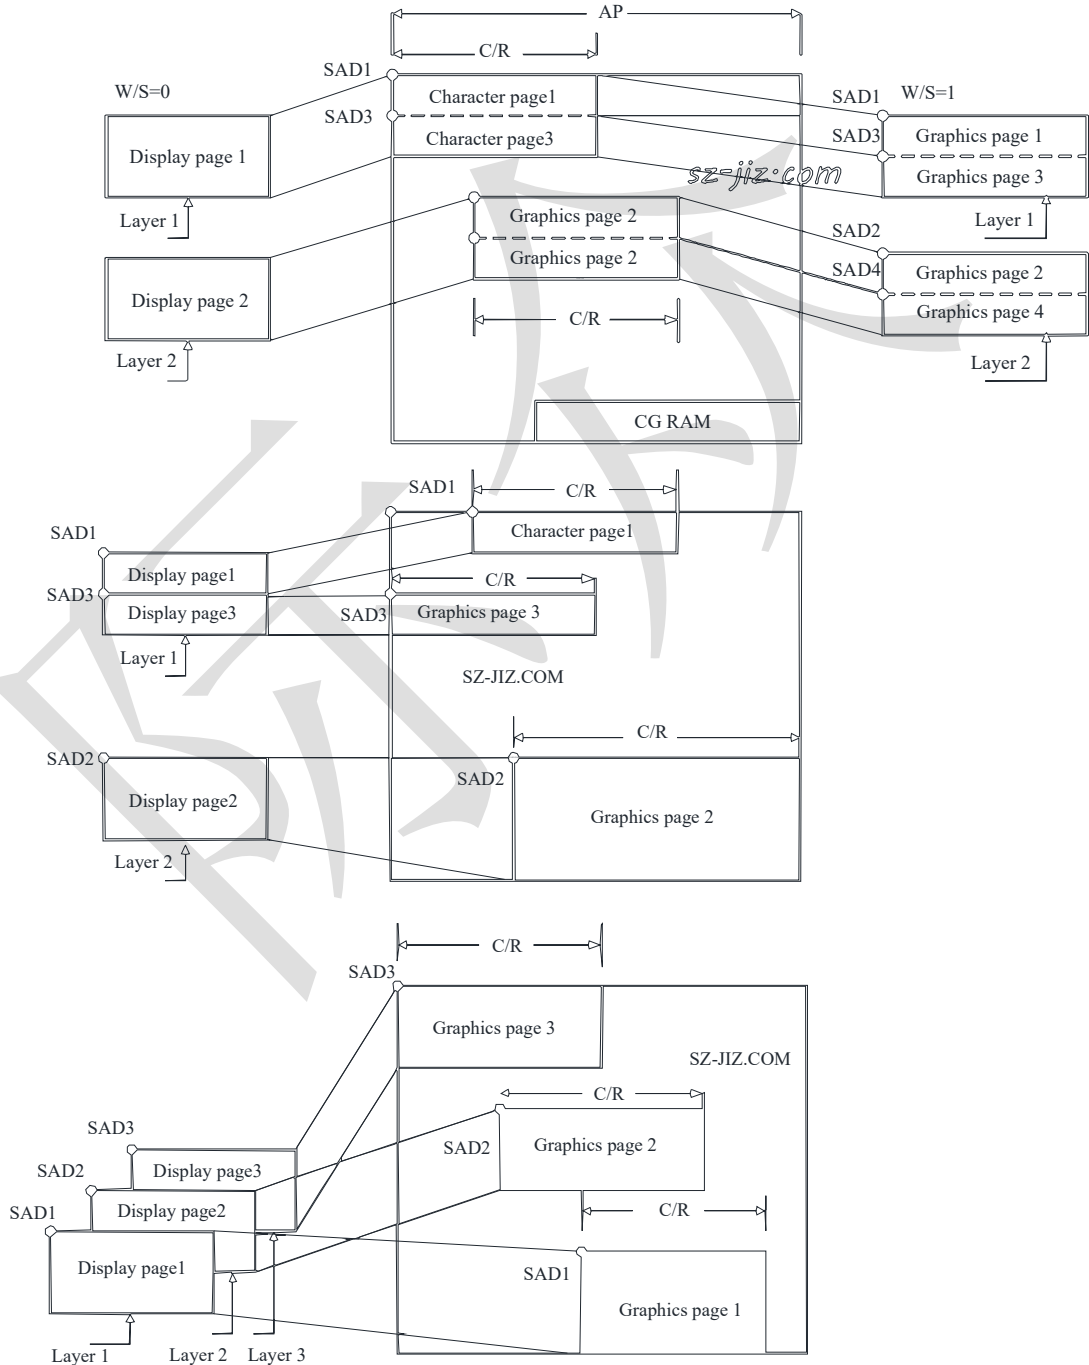 AP
C/R
SAD1
W/S=0
SAD1
W/S=1
Character page1
SAD3
Character page3
Display page 1
SAD3
Graphics page 1
Graphics page 3
sz-jiz.com
Layer 1
Layer 1
Graphics page 2
SAD2
Graphics page 2
SAD4
Graphics page 2
Display page 2
Graphics page 4
C/R
Layer 2
Layer 2
CG RAM
SAD1
C/R
SAD1
Character page1
Display page1
C/R
SAD3
Display page3
SAD3
Graphics page 3
Layer 1
SZ-JIZ.COM
C/R
SAD2
SAD2
Display page2
Graphics page 2
Layer 2
C/R
SAD3
Graphics page 3
SZ-JIZ.COM
C/R
SAD3
SAD2
Graphics page 2
Display page3
SAD2
Display page2
C/R
SAD1
Display page1
SAD1
Graphics page 1
Layer 1
Layer 2
Layer 3